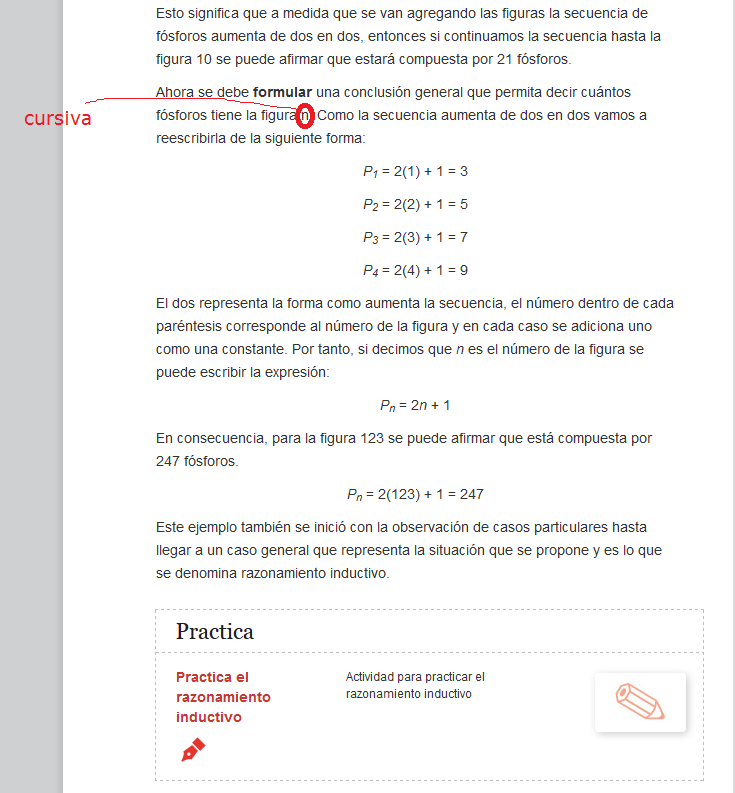 Esto significa que a medida que se van agregando las figuras la secuencia de
fósforos aumenta de dos en dos, entonces si continuamos la secuencia hasta la
figura 10 se puede afirmar que estará compuesta por 21 fósforos.
Ahora se debe formular una conclusión general que permita decir cuántos
cursiva
fósforos tiene la figura n. Como la secuencia aumenta de dos en dos vamos a
reescribirla de la siguiente forma:
P₁ = 2(1) + 1 = 3
P₂ = 2(2) + 1 = 5
P₃ = 2(3) + 1 = 7
P₄ = 2(4) + 1 = 9
El dos representa la forma como aumenta la secuencia, el número dentro de cada
paréntesis corresponde al número de la figura y en cada caso se adiciona uno
como una constante. Por tanto, si decimos que n es el número de la figura se
puede escribir la expresión:
Pₙ = 2n + 1
En consecuencia, para la figura 123 se puede afirmar que está compuesta por
247 fósforos.
Pₙ = 2(123) + 1 = 247
Este ejemplo también se inició con la observación de casos particulares hasta
llegar a un caso general que representa la situación que se propone y es lo que
se denomina razonamiento inductivo.
Practica
Practica el
razonamiento
inductivo
Actividad para practicar el
razonamiento inductivo